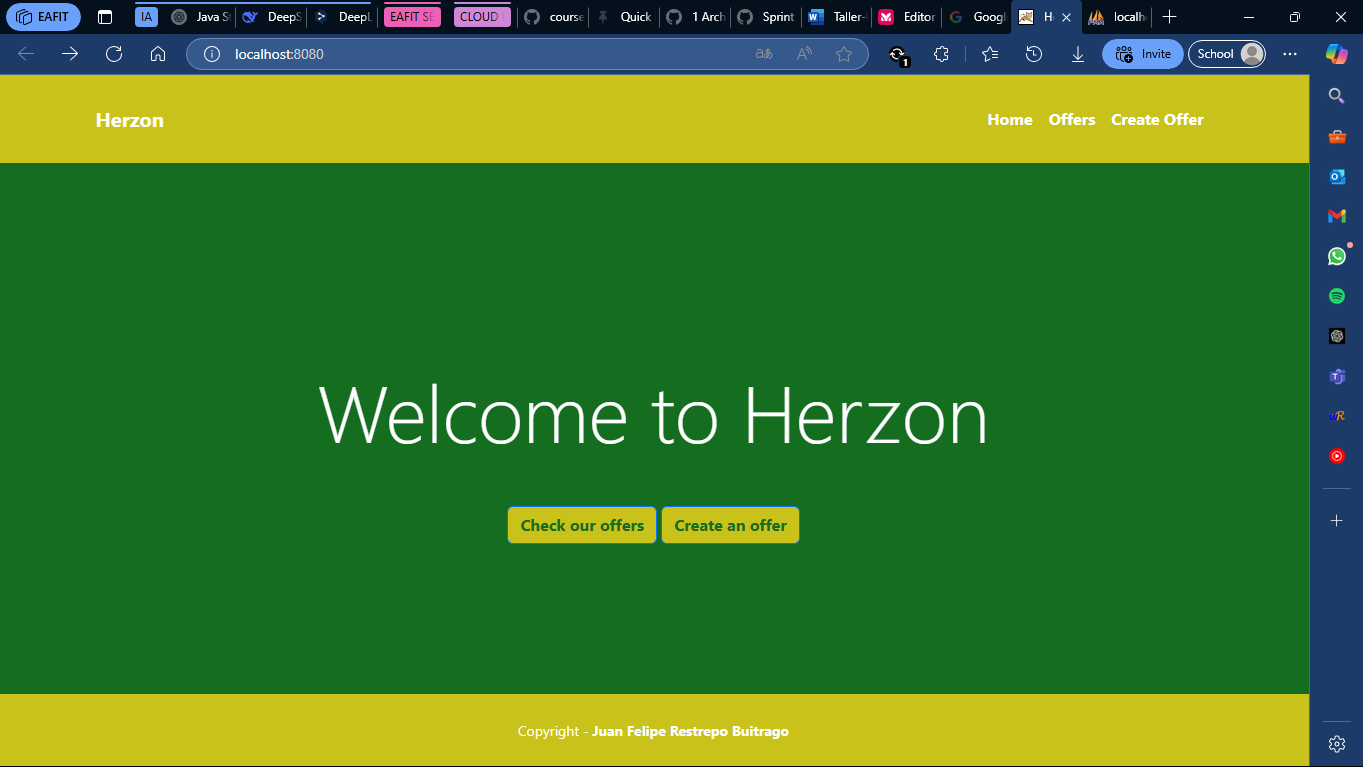 EAFIT
IA
Java S
DeepS
DeepL
EAFIT SE
CLOUD
course
Quick
1 Arch
Sprint
Taller-
Editor
Googl
H
localh
localhost:8080
1
Invite
School
Herzon
Home Offers Create Offer
Welcome to Herzon
Check our offers Create an offer
Copyright - Juan Felipe Restrepo Buitrago